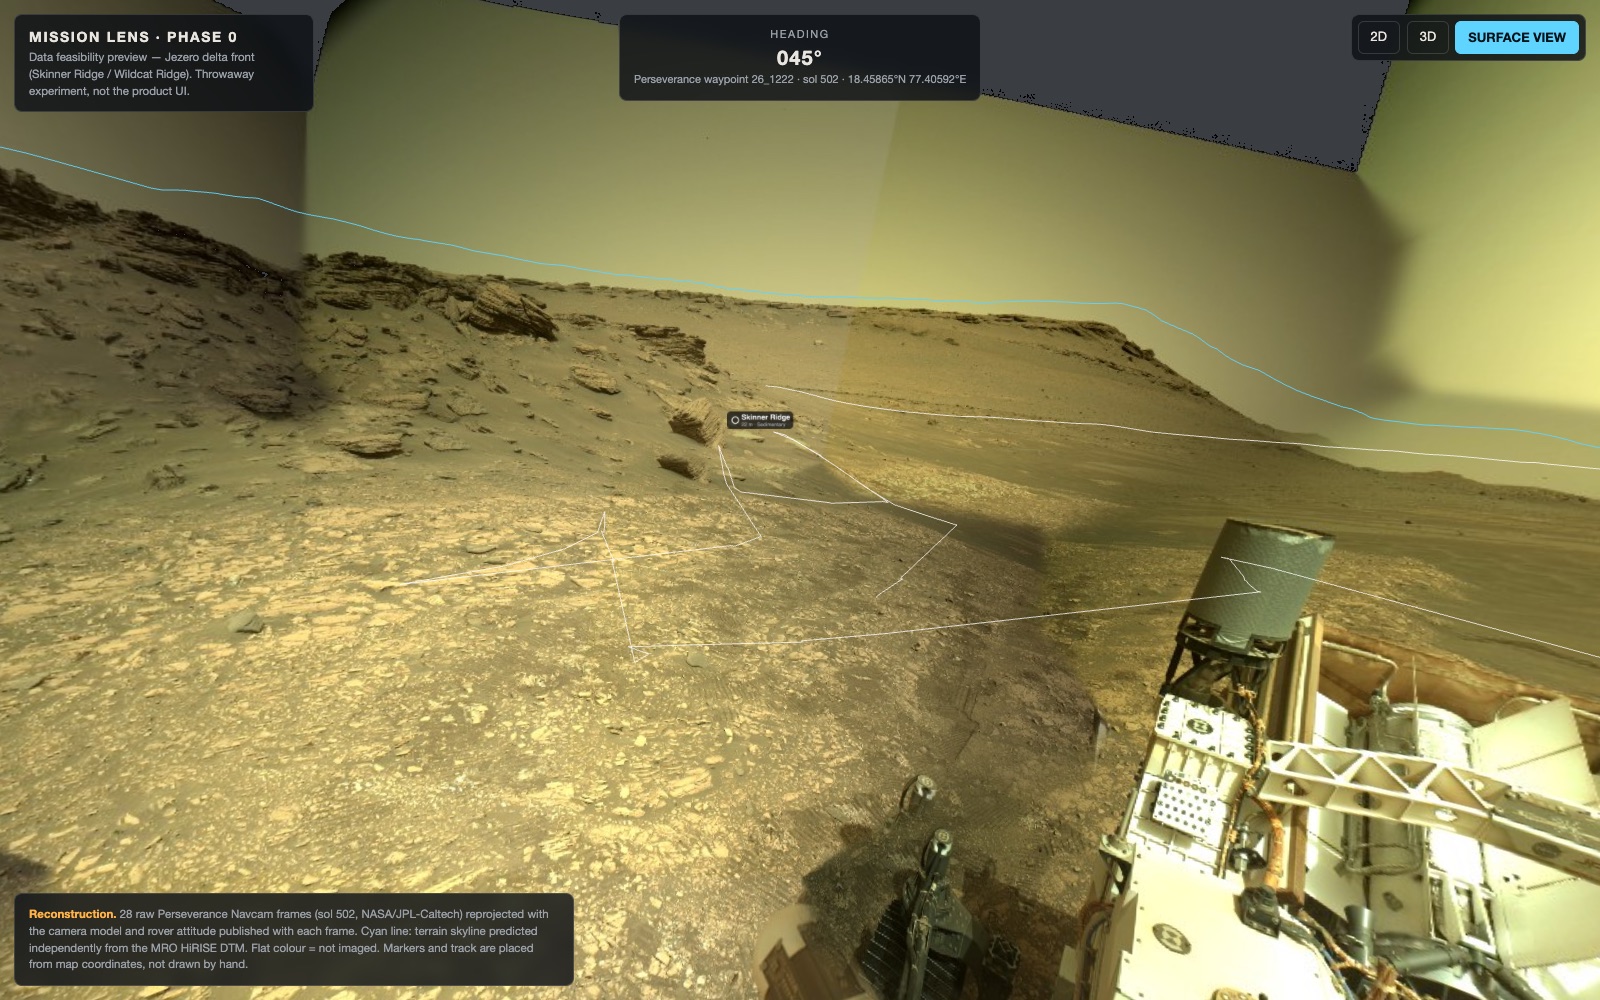 MISSION LENS · PHASE 0
Data feasibility preview — Jezero delta front
(Skinner Ridge / Wildcat Ridge). Throwaway
experiment, not the product UI.
HEADING
045°
Perseverance waypoint 26_1222 · sol 502 · 18.45865°N 77.40592°E
2D
3D
SURFACE VIEW
Skinner Ridge
22 m · Sedimentary
Reconstruction. 28 raw Perseverance Navcam frames (sol 502, NASA/JPL-Caltech) reprojected with
the camera model and rover attitude published with each frame. Cyan line: terrain skyline predicted
independently from the MRO HiRISE DTM. Flat colour = not imaged. Markers and track are placed
from map coordinates, not drawn by hand.